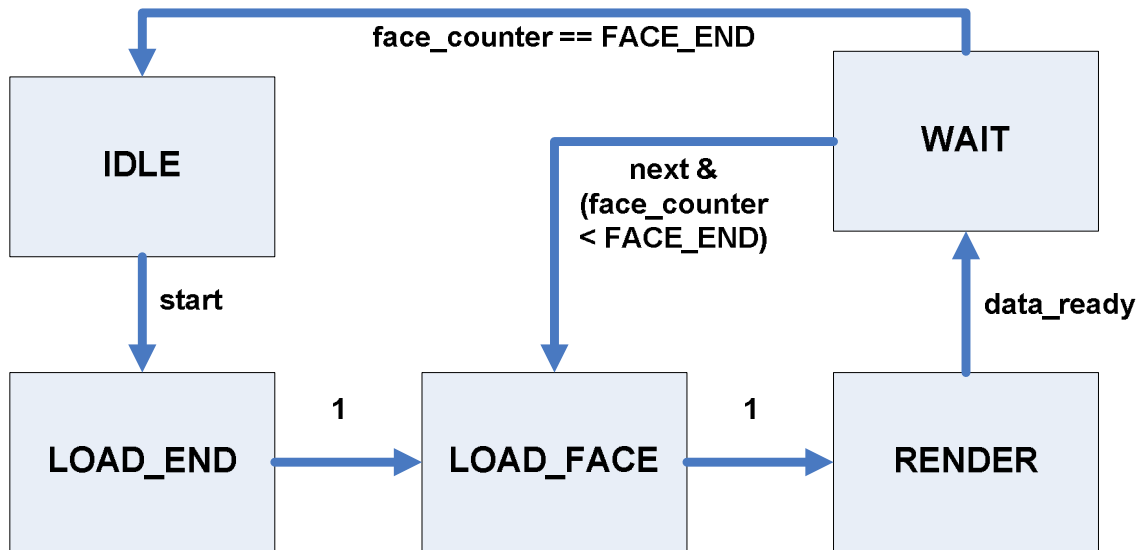 face_counter == FACE_END
IDLE
WAIT
next &
(face_counter
< FACE_END)
start
data_ready
LOAD_END
1
LOAD_FACE
1
RENDER